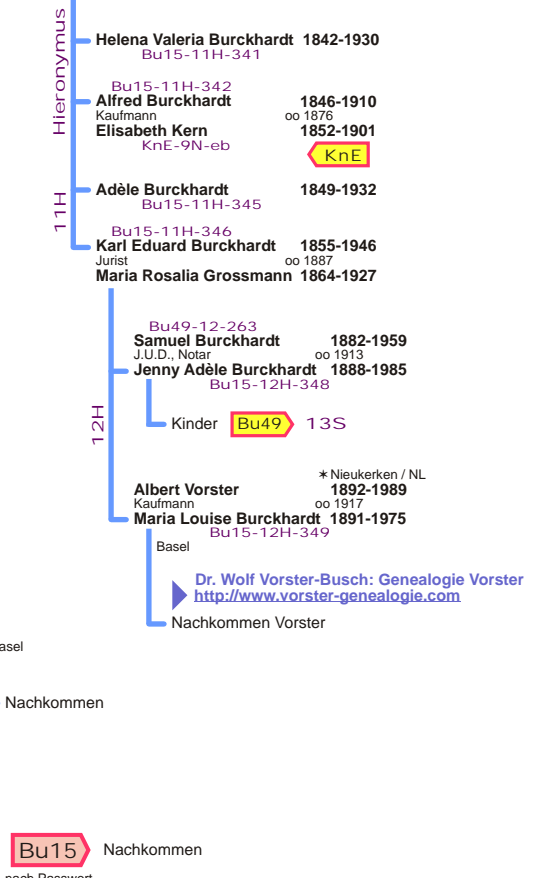 Hieronymus
11H
Helena Valeria Burckhardt 1842-1930
Bu15-11H-341
Bu15-11H-342
Alfred Burckhardt 1846-1910
Kaufmann oo 1876
Elisabeth Kern 1852-1901
KnE-9N-eb
KnE
Adèle Burckhardt 1849-1932
Bu15-11H-345
Bu15-11H-346
Karl Eduard Burckhardt 1855-1946
Jurist oo 1887
Maria Rosalia Grossmann 1864-1927
12H
Bu49-12-263
Samuel Burckhardt 1882-1959
J.U.D., Notar oo 1913
Jenny Adèle Burckhardt 1888-1985
Bu15-12H-348
Kinder Bu49 13S
✶Nieukerken / NL
Albert Vorster 1892-1989
Kaufmann oo 1917
Maria Louise Burckhardt 1891-1975
Bu15-12H-349
Basel
Dr. Wolf Vorster-Busch: Genealogie Vorster
http://www.vorster-genealogie.com
Nachkommen Vorster
asel
Nachkommen
Bu15 Nachkommen
nach Passwort